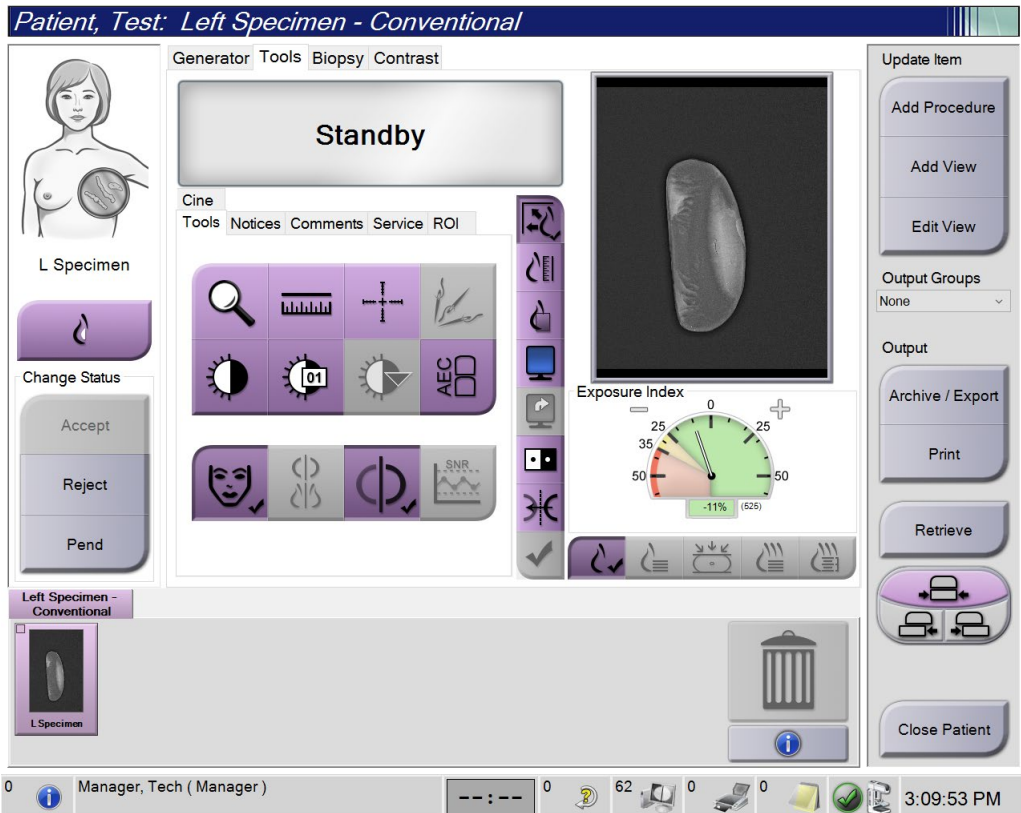 Patient, Test: Left Specimen - Conventional
Generator Tools Biopsy Contrast
Standby
Cine
Tools Notices Comments Service ROI
L Specimen
01
AEC
SNR
Change Status
Accept
Reject
Pend
Exposure Index
0
25 25
35
50 50
-11% (525)
Update Item
Add Procedure
Add View
Edit View
Output Groups
None
Output
Archive / Export
Print
Retrieve
Close Patient
Left Specimen -
Conventional
L Specimen
0 Manager, Tech ( Manager ) --:-- 0 62 0 0 3:09:53 PM